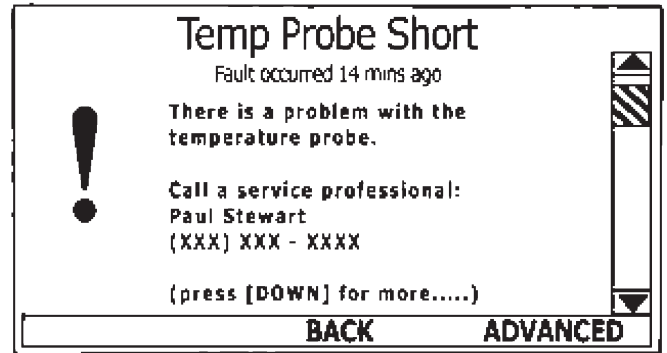 Temp Probe Short
Fault occurred 14 mins ago
There is a problem with the
temperature probe.
Call a service professional:
Paul Stewart
(XXX) XXX - XXXX
(press [DOWN] for more.....)
BACK ADVANCED